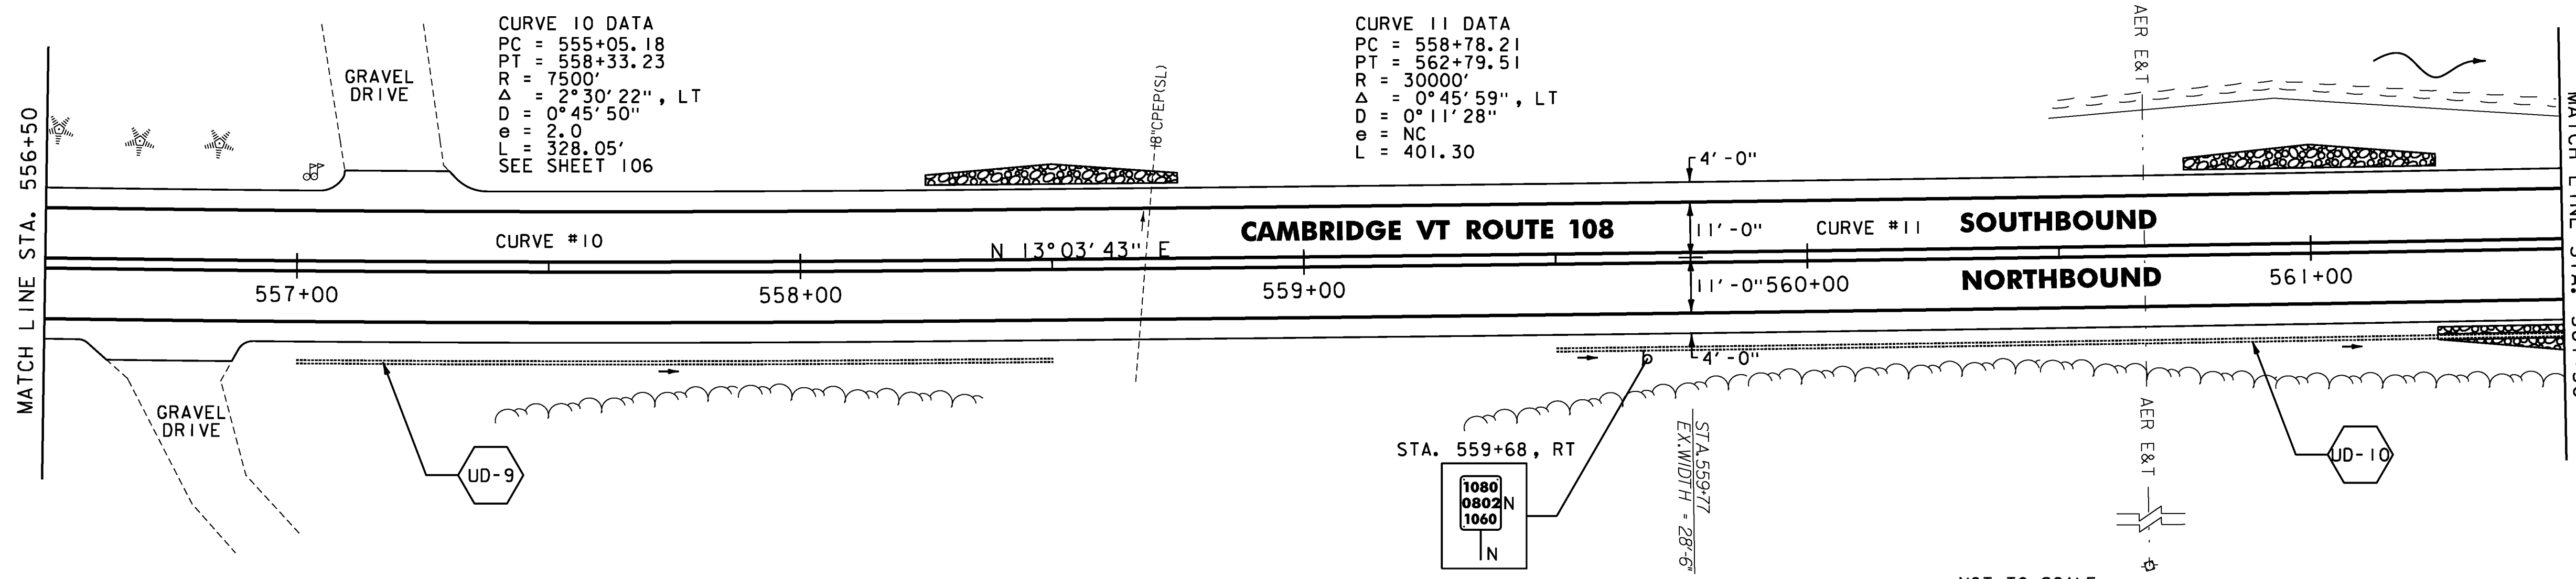 CURVE 10 DATA
PC = 555+05.18
PT = 558+33.23
R = 7500'
Δ = 2°30'22", LT
D = 0°45'50"
e = 2.0
L = 328.05'
SEE SHEET 106
CURVE 11 DATA
PC = 558+78.21
PT = 562+79.51
R = 30000'
Δ = 0°45'59", LT
D = 0°11'28"
e = NC
L = 401.30
MATCH LINE STA. 556+50
GRAVEL
DRIVE
18"CPEP(SL)
AER E&T
4'-0"
CAMBRIDGE VT ROUTE 108
11'-0"
CURVE #11
SOUTHBOUND
CURVE #10
N 13°03'43" E
557+00
558+00
559+00
11'-0"
560+00
NORTHBOUND
561+00
4'-0"
GRAVEL
DRIVE
UD-9
STA. 559+68, RT
1080
0802 N
1060
N
STA.559+77
EX.WIDTH = 28'-6"
AER E&T
UD-10
MATCH LINE STA.